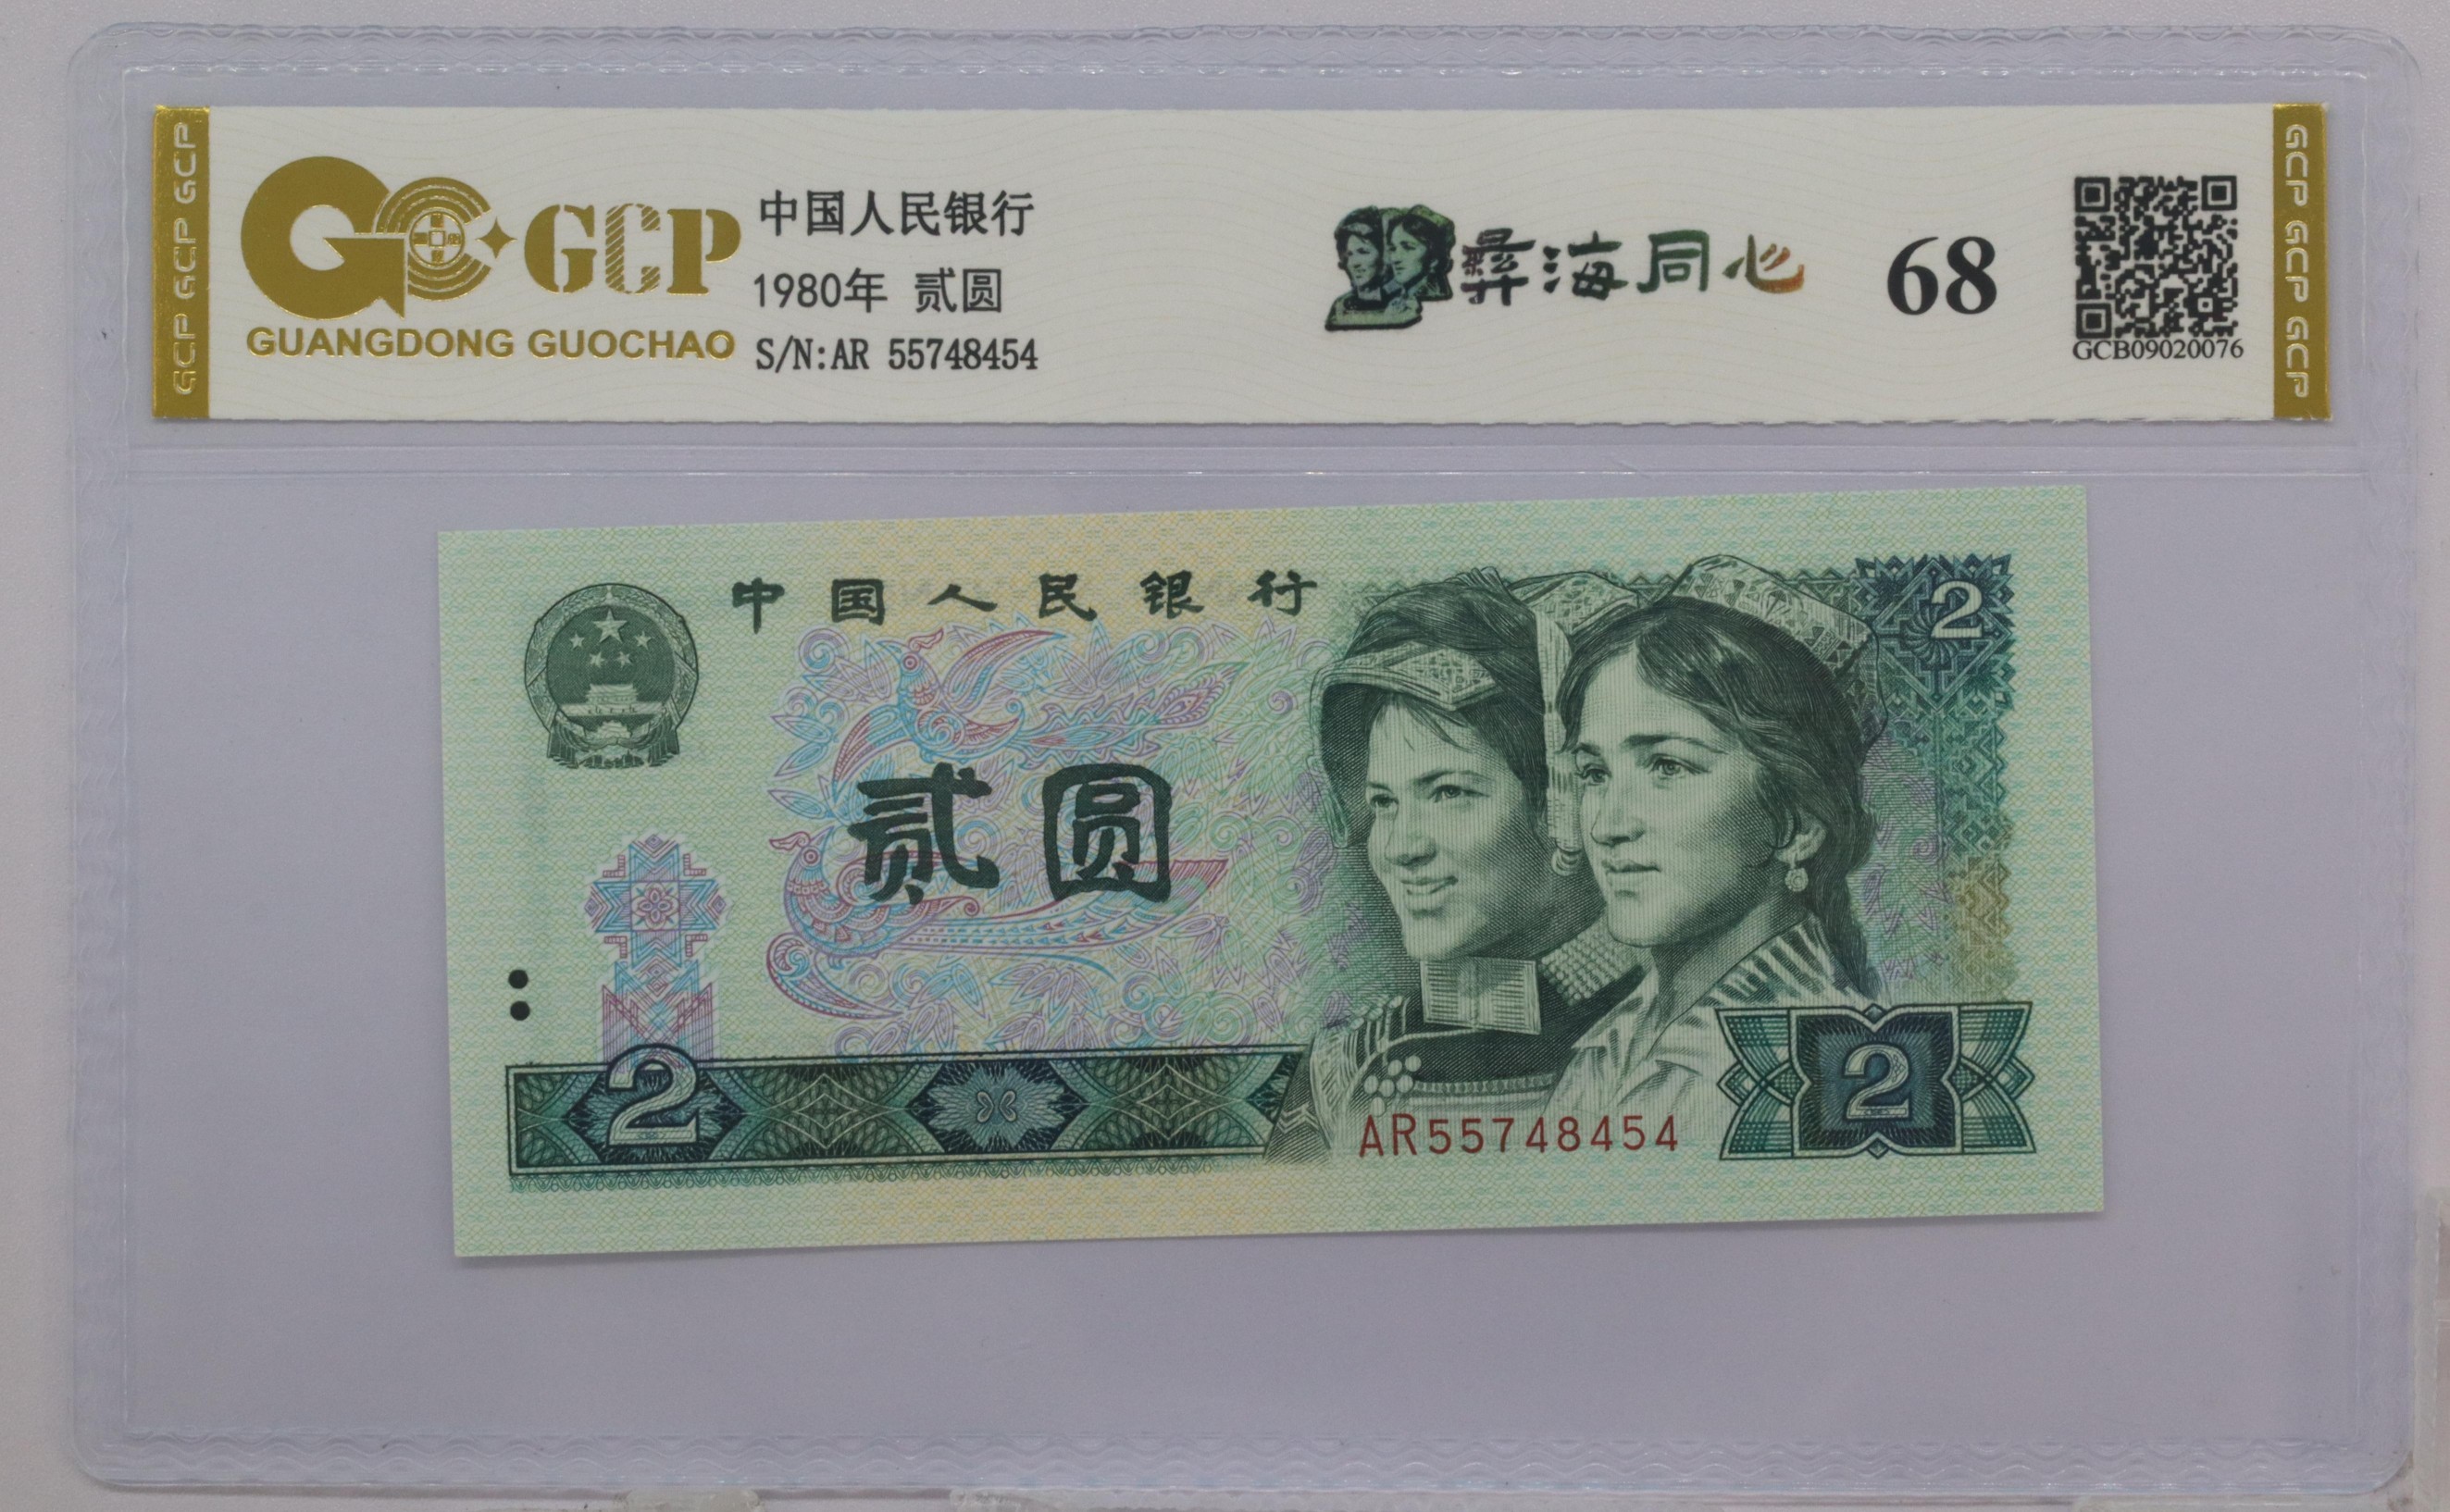 GCP GCP GCP
GCP
GUANGDONG GUOCHAO
中国人民银行
1980年 贰圆
S/N:AR 55748454
彝海同心
68
GCB09020076
GCP GCP GCP
中国人民银行
2
贰圆
2
AR55748454
2